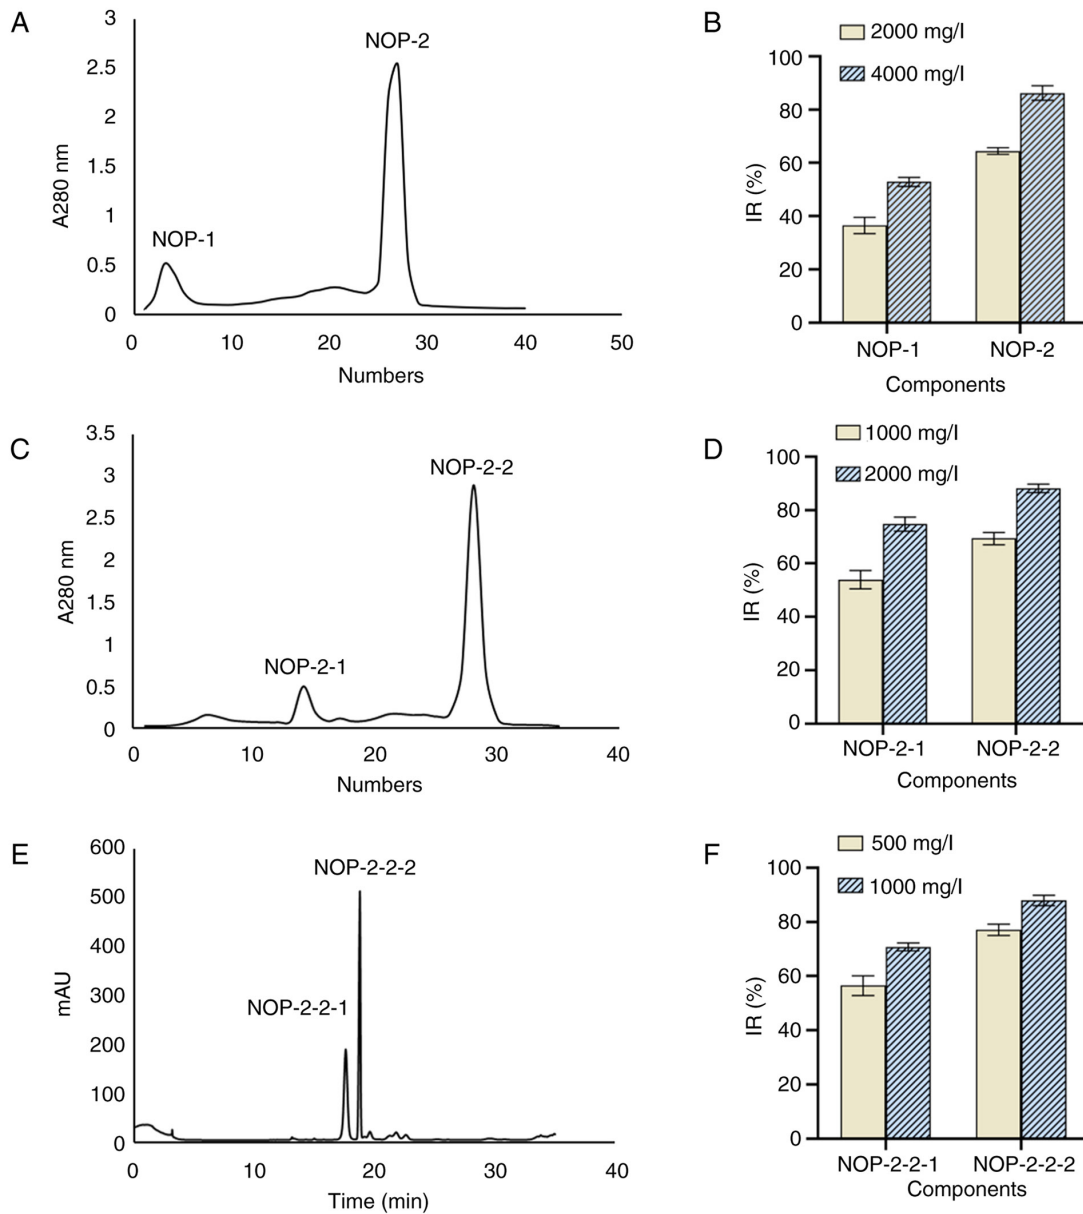 A
3
2.5
2
1.5
1
0.5
0
A280 nm
NOP-1
NOP-2
0 10 20 30 40 50
Numbers
B
2000 mg/l
4000 mg/l
100
80
60
40
20
0
IR (%)
NOP-1 NOP-2
Components
C
3.5
3
2.5
2
1.5
1
0.5
0
A280 nm
NOP-2-1
NOP-2-2
0 10 20 30 40
Numbers
D
1000 mg/l
2000 mg/l
100
80
60
40
20
0
IR (%)
NOP-2-1 NOP-2-2
Components
E
600
500
400
300
200
100
0
mAU
NOP-2-2-2
NOP-2-2-1
0 10 20 30 40
Time (min)
F
500 mg/l
1000 mg/l
100
80
60
40
20
0
IR (%)
NOP-2-2-1 NOP-2-2-2
Components